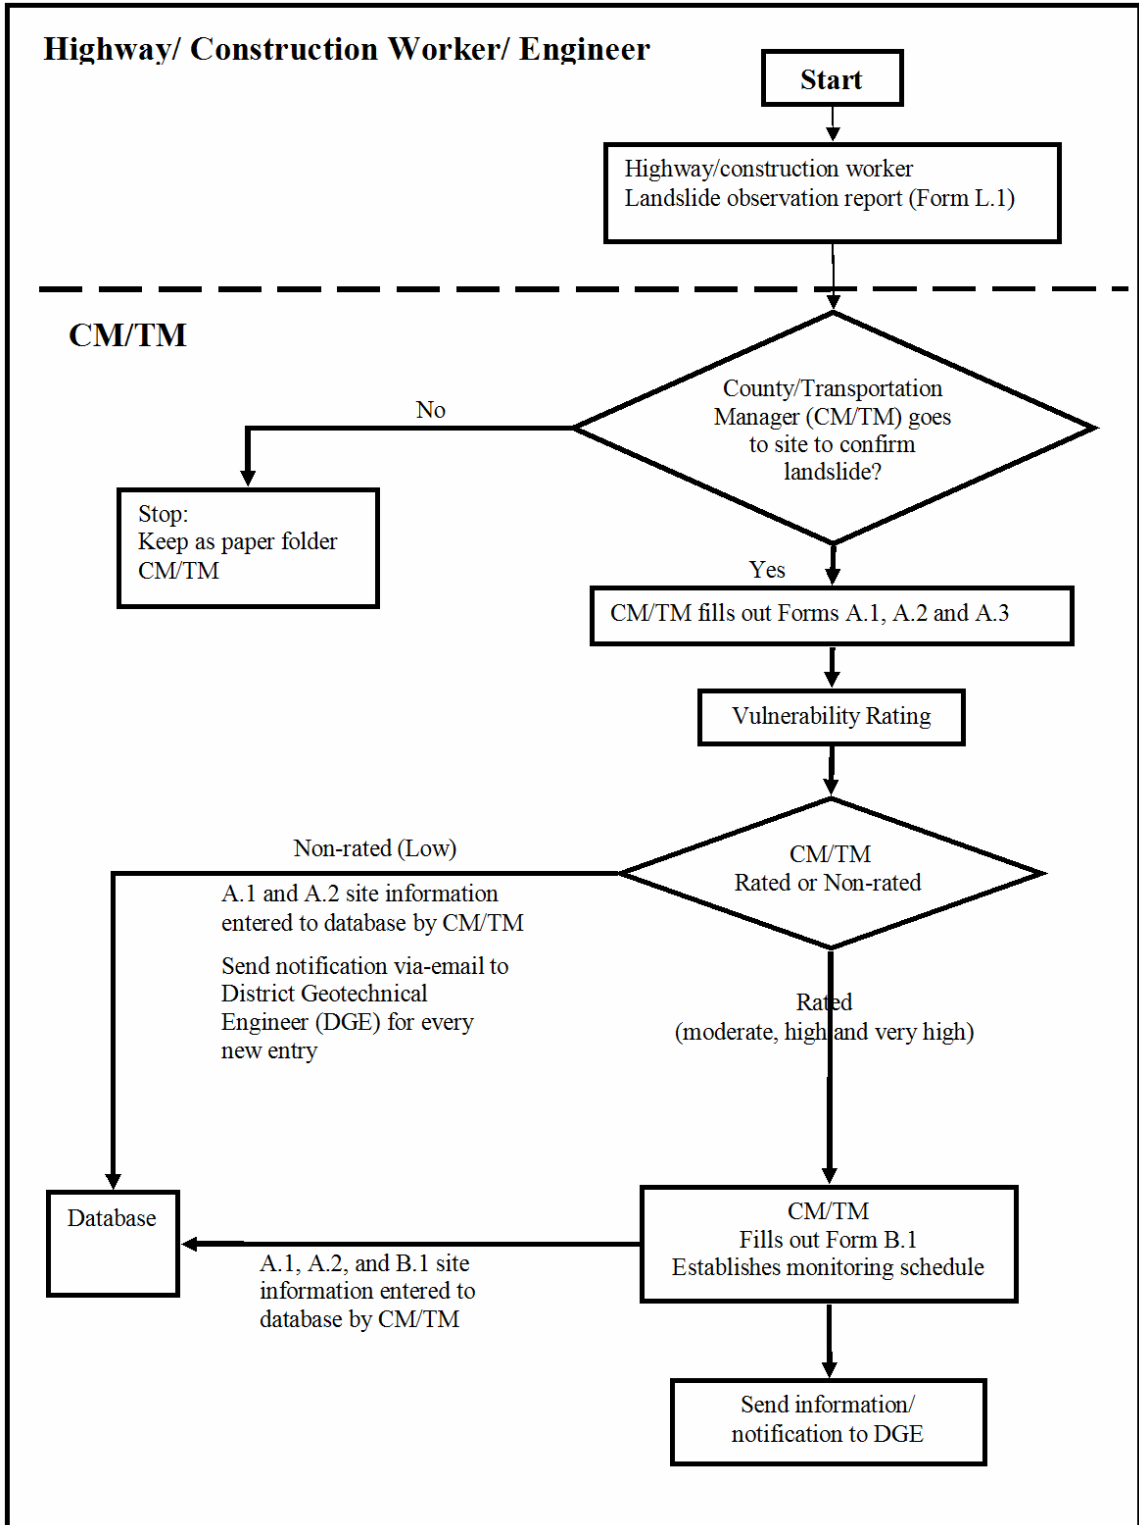 Highway/ Construction Worker/ Engineer
Start
Highway/construction worker
Landslide observation report (Form L.1)
CM/TM
County/Transportation
Manager (CM/TM) goes
to site to confirm
landslide?
No
Stop:
Keep as paper folder
CM/TM
Yes
CM/TM fills out Forms A.1, A.2 and A.3
Vulnerability Rating
CM/TM
Rated or Non-rated
Non-rated (Low)
A.1 and A.2 site information
entered to database by CM/TM
Send notification via-email to
District Geotechnical
Engineer (DGE) for every
new entry
Rated
(moderate, high and very high)
Database
CM/TM
Fills out Form B.1
Establishes monitoring schedule
A.1, A.2, and B.1 site
information entered to
database by CM/TM
Send information/
notification to DGE